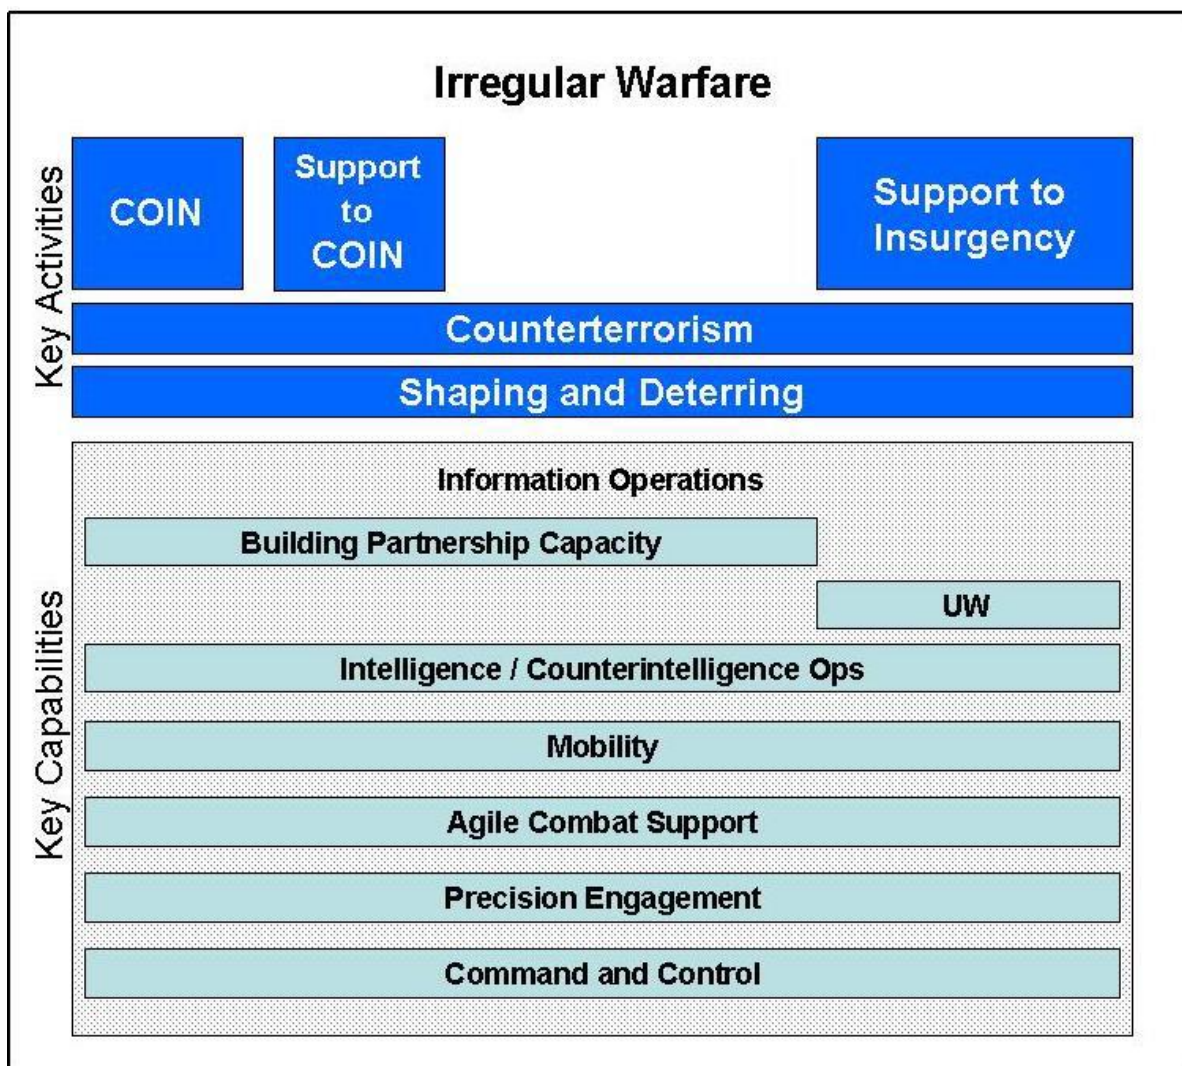 Irregular Warfare
Key Activities
COIN
Support
to
COIN
Support to
Insurgency
Counterterrorism
Shaping and Deterring
Key Capabilities
Information Operations
Building Partnership Capacity
UW
Intelligence / Counterintelligence Ops
Mobility
Agile Combat Support
Precision Engagement
Command and Control